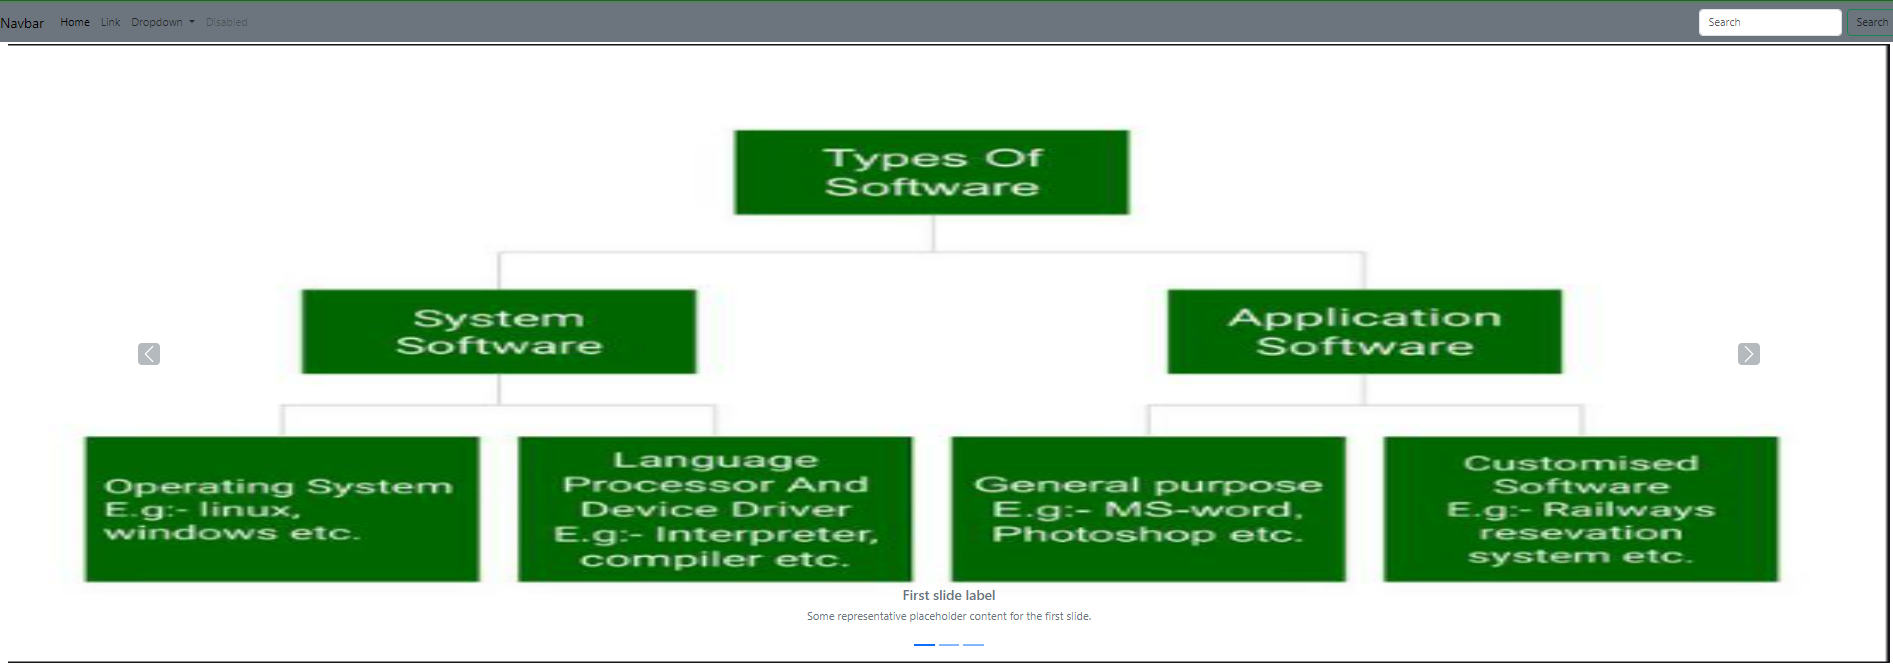 Navbar Home Link Dropdown Disabled Search Search
Types Of
Software
System
Software
Application
Software
Operating System
E.g:- linux,
windows etc.
Language
Processor And
Device Driver
E.g:- Interpreter,
compiler etc.
General purpose
E.g:- MS-word,
Photoshop etc.
Customised
Software
E.g:- Railways
resevation
system etc.
First slide label
Some representative placeholder content for the first slide.